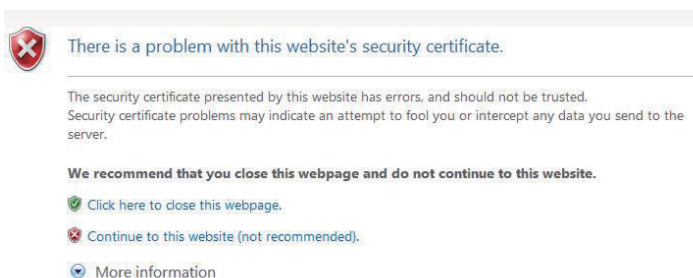 There is a problem with this website's security certificate.
The security certificate presented by this website has errors, and should not be trusted.
Security certificate problems may indicate an attempt to fool you or intercept any data you send to the
server.
We recommend that you close this webpage and do not continue to this website.
Click here to close this webpage.
Continue to this website (not recommended).
More information